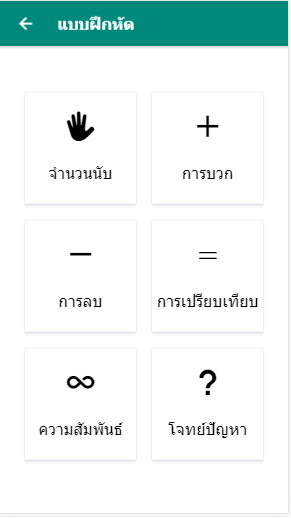 แบบฝึกหัด
จำนวนนับ
+
การบวก
−
การลบ
=
การเปรียบเทียบ
∞
ความสัมพันธ์
?
โจทย์ปัญหา